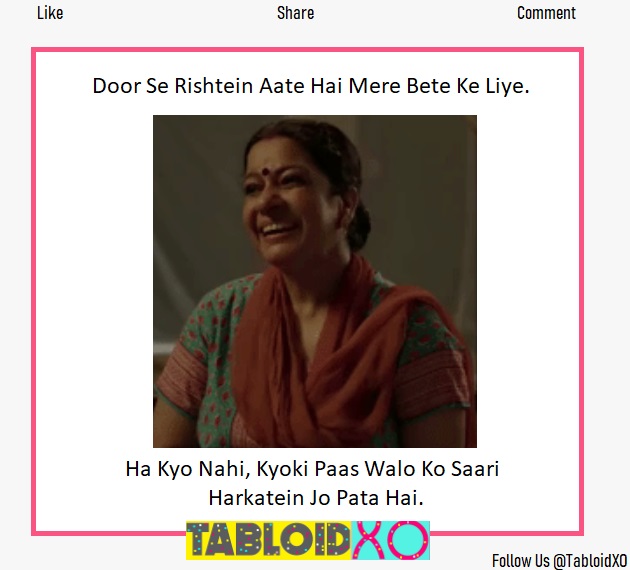 Like Share Comment
Door Se Rishtein Aate Hai Mere Bete Ke Liye.
Ha Kyo Nahi, Kyoki Paas Walo Ko Saari
Harkatein Jo Pata Hai.
TABLOIDXO
Follow Us @TabloidXO